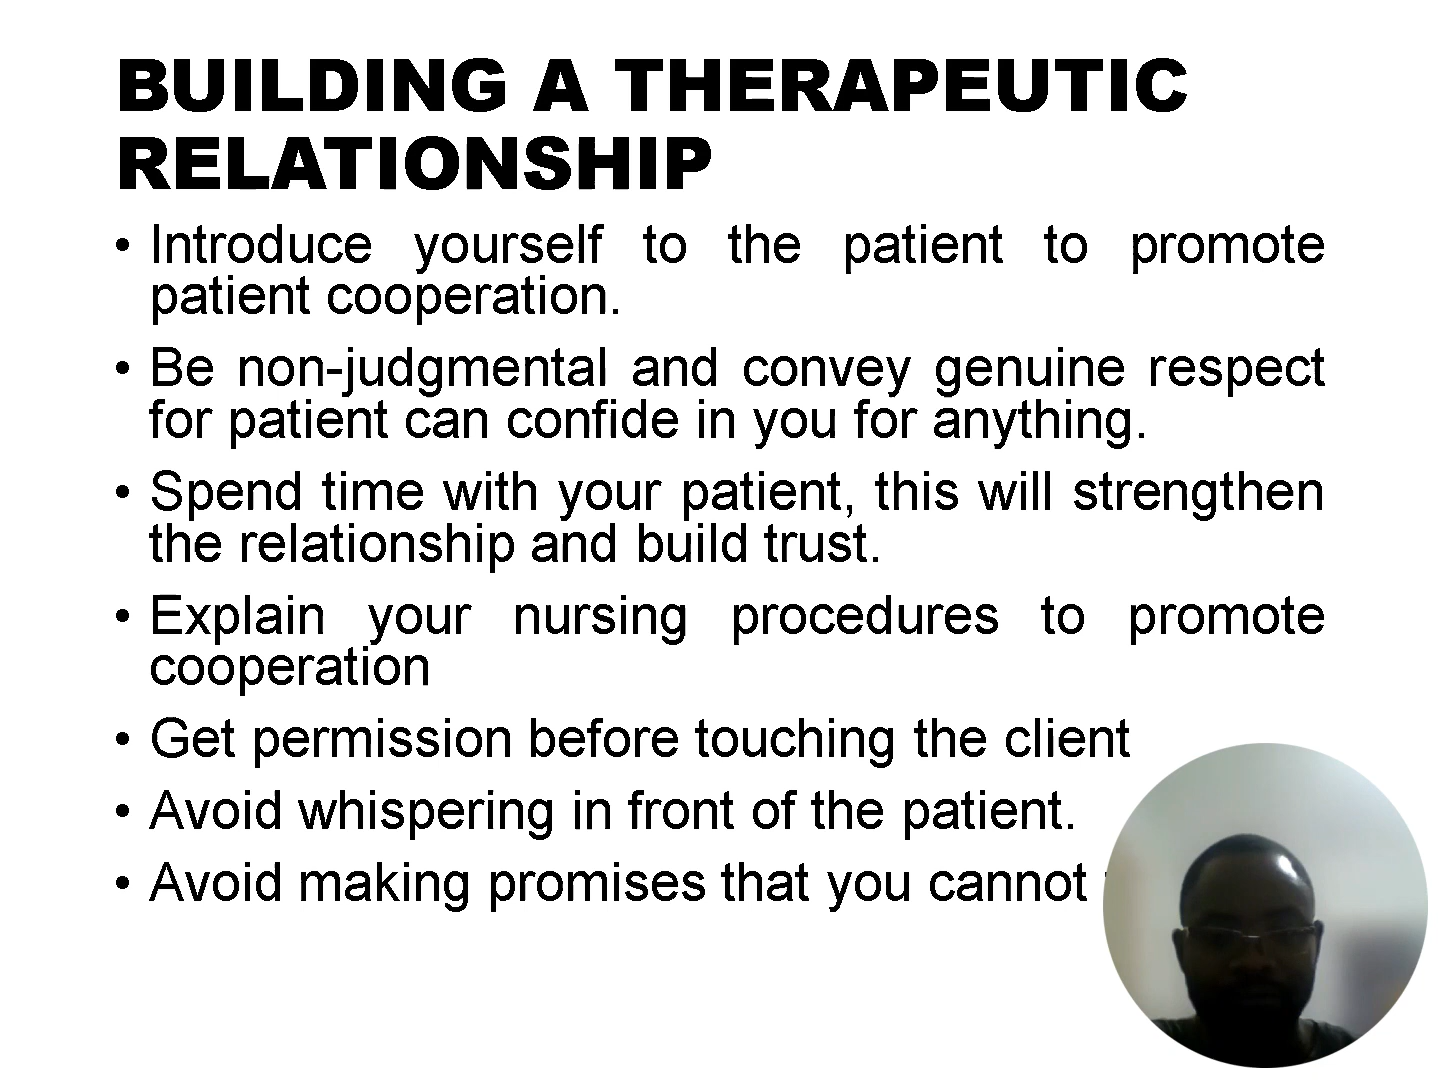 BUILDING A THERAPEUTIC
RELATIONSHIP
• Introduce yourself to the patient to promote
patient cooperation.
• Be non-judgmental and convey genuine respect
for patient can confide in you for anything.
• Spend time with your patient, this will strengthen
the relationship and build trust.
• Explain your nursing procedures to promote
cooperation
• Get permission before touching the client
• Avoid whispering in front of the patient.
• Avoid making promises that you cannot